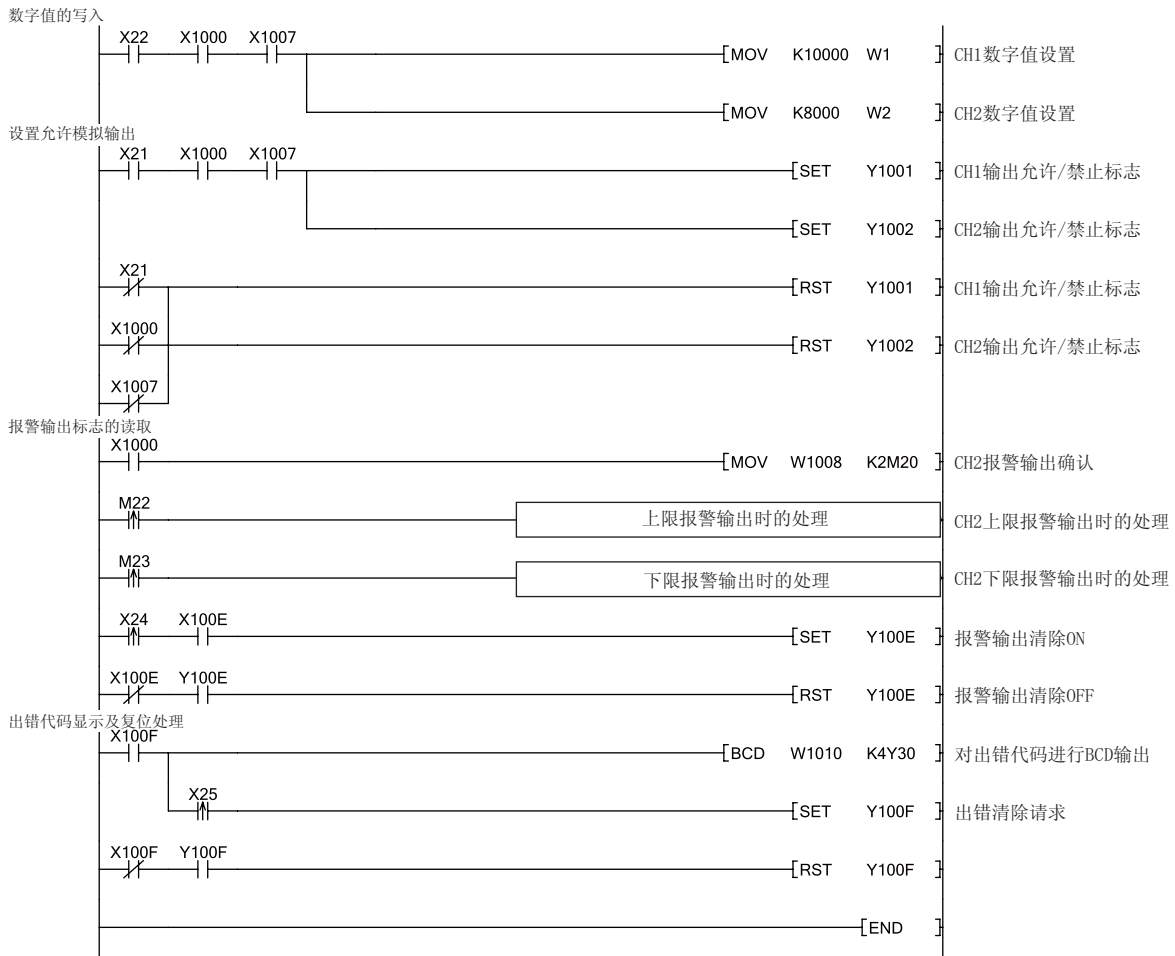 数字值的写入
X22 X1000 X1007
[MOV K10000 W1 ] CH1数字值设置
[MOV K8000 W2 ] CH2数字值设置
设置允许模拟输出
X21 X1000 X1007
[SET Y1001 ] CH1输出允许/禁止标志
[SET Y1002 ] CH2输出允许/禁止标志
X21
[RST Y1001 ] CH1输出允许/禁止标志
X1000
[RST Y1002 ] CH2输出允许/禁止标志
X1007
报警输出标志的读取
X1000
[MOV W1008 K2M20 ] CH2报警输出确认
M22
上限报警输出时的处理 CH2上限报警输出时的处理
M23
下限报警输出时的处理 CH2下限报警输出时的处理
X24 X100E
[SET Y100E ] 报警输出清除ON
X100E Y100E
[RST Y100E ] 报警输出清除OFF
出错代码显示及复位处理
X100F
[BCD W1010 K4Y30 ] 对出错代码进行BCD输出
X25
[SET Y100F ] 出错清除请求
X100F Y100F
[RST Y100F ]
[END ]